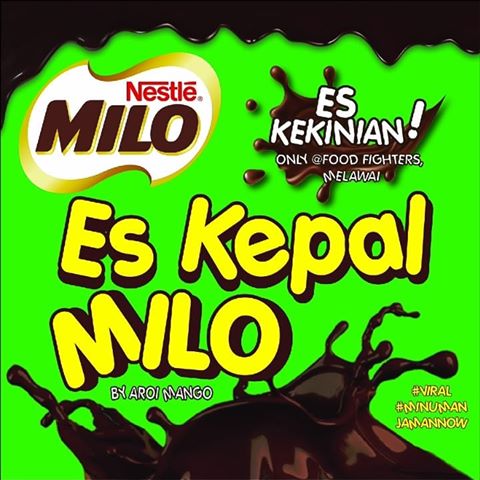 Nestlé®
MILO
ES
KEKINIAN!
ONLY @FOOD FIGHTERS,
MELAWAI
Es Kepal
MILO
BY AROI MANGO
#VIRAL
#MINUMAN
JAMANNOW